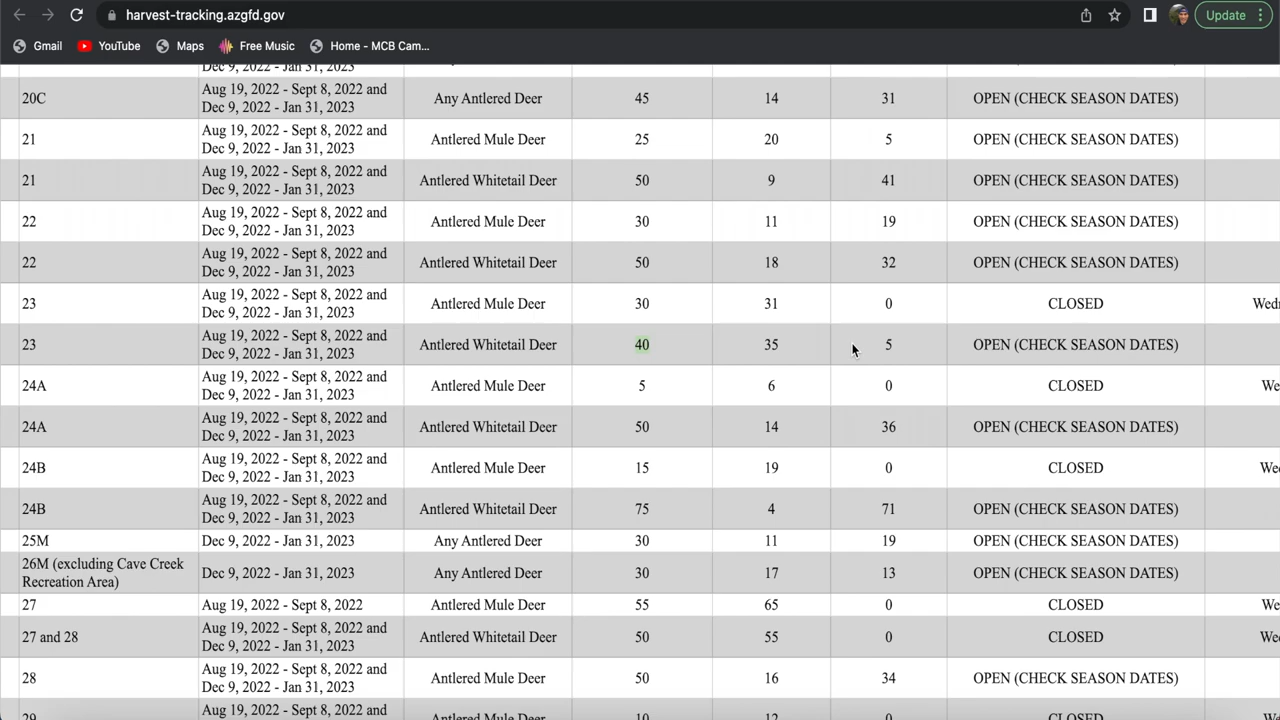 harvest-tracking.azgfd.gov
Update
Gmail
YouTube
Maps
Free Music
Home - MCB Cam...
Dec 9, 2022 - Jan 31, 2023
20C
Aug 19, 2022 - Sept 8, 2022 and
Dec 9, 2022 - Jan 31, 2023
Any Antlered Deer
45
14
31
OPEN (CHECK SEASON DATES)
21
Aug 19, 2022 - Sept 8, 2022 and
Dec 9, 2022 - Jan 31, 2023
Antlered Mule Deer
25
20
5
OPEN (CHECK SEASON DATES)
21
Aug 19, 2022 - Sept 8, 2022 and
Dec 9, 2022 - Jan 31, 2023
Antlered Whitetail Deer
50
9
41
OPEN (CHECK SEASON DATES)
22
Aug 19, 2022 - Sept 8, 2022 and
Dec 9, 2022 - Jan 31, 2023
Antlered Mule Deer
30
11
19
OPEN (CHECK SEASON DATES)
22
Aug 19, 2022 - Sept 8, 2022 and
Dec 9, 2022 - Jan 31, 2023
Antlered Whitetail Deer
50
18
32
OPEN (CHECK SEASON DATES)
23
Aug 19, 2022 - Sept 8, 2022 and
Dec 9, 2022 - Jan 31, 2023
Antlered Mule Deer
30
31
0
CLOSED
Wedn
23
Aug 19, 2022 - Sept 8, 2022 and
Dec 9, 2022 - Jan 31, 2023
Antlered Whitetail Deer
40
35
5
OPEN (CHECK SEASON DATES)
24A
Aug 19, 2022 - Sept 8, 2022 and
Dec 9, 2022 - Jan 31, 2023
Antlered Mule Deer
5
6
0
CLOSED
We
24A
Aug 19, 2022 - Sept 8, 2022 and
Dec 9, 2022 - Jan 31, 2023
Antlered Whitetail Deer
50
14
36
OPEN (CHECK SEASON DATES)
24B
Aug 19, 2022 - Sept 8, 2022 and
Dec 9, 2022 - Jan 31, 2023
Antlered Mule Deer
15
19
0
CLOSED
We
24B
Aug 19, 2022 - Sept 8, 2022 and
Dec 9, 2022 - Jan 31, 2023
Antlered Whitetail Deer
75
4
71
OPEN (CHECK SEASON DATES)
25M
Dec 9, 2022 - Jan 31, 2023
Any Antlered Deer
30
11
19
OPEN (CHECK SEASON DATES)
26M (excluding Cave Creek
Recreation Area)
Dec 9, 2022 - Jan 31, 2023
Any Antlered Deer
30
17
13
OPEN (CHECK SEASON DATES)
27
Aug 19, 2022 - Sept 8, 2022
Antlered Mule Deer
55
65
0
CLOSED
We
27 and 28
Aug 19, 2022 - Sept 8, 2022 and
Dec 9, 2022 - Jan 31, 2023
Antlered Whitetail Deer
50
55
0
CLOSED
We
28
Aug 19, 2022 - Sept 8, 2022 and
Dec 9, 2022 - Jan 31, 2023
Antlered Mule Deer
50
16
34
OPEN (CHECK SEASON DATES)
29
Aug 19, 2022 - Sept 8, 2022 and
Antlered Mule Deer
10
12
0
CLOSED